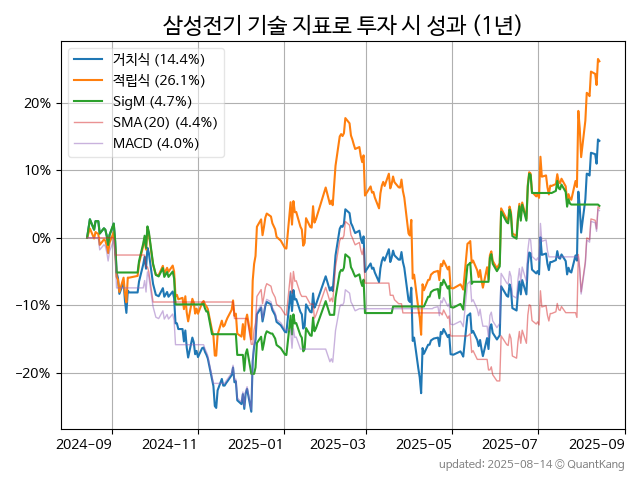 삼성전기 기술 지표로 투자 시 성과 (1년)
거치식 (14.4%)
적립식 (26.1%)
SigM (4.7%)
SMA(20) (4.4%)
MACD (4.0%)
20%
10%
0%
−10%
−20%
2024-09 2024-11 2025-01 2025-03 2025-05 2025-07 2025-09
updated: 2025-08-14 © QuantKang